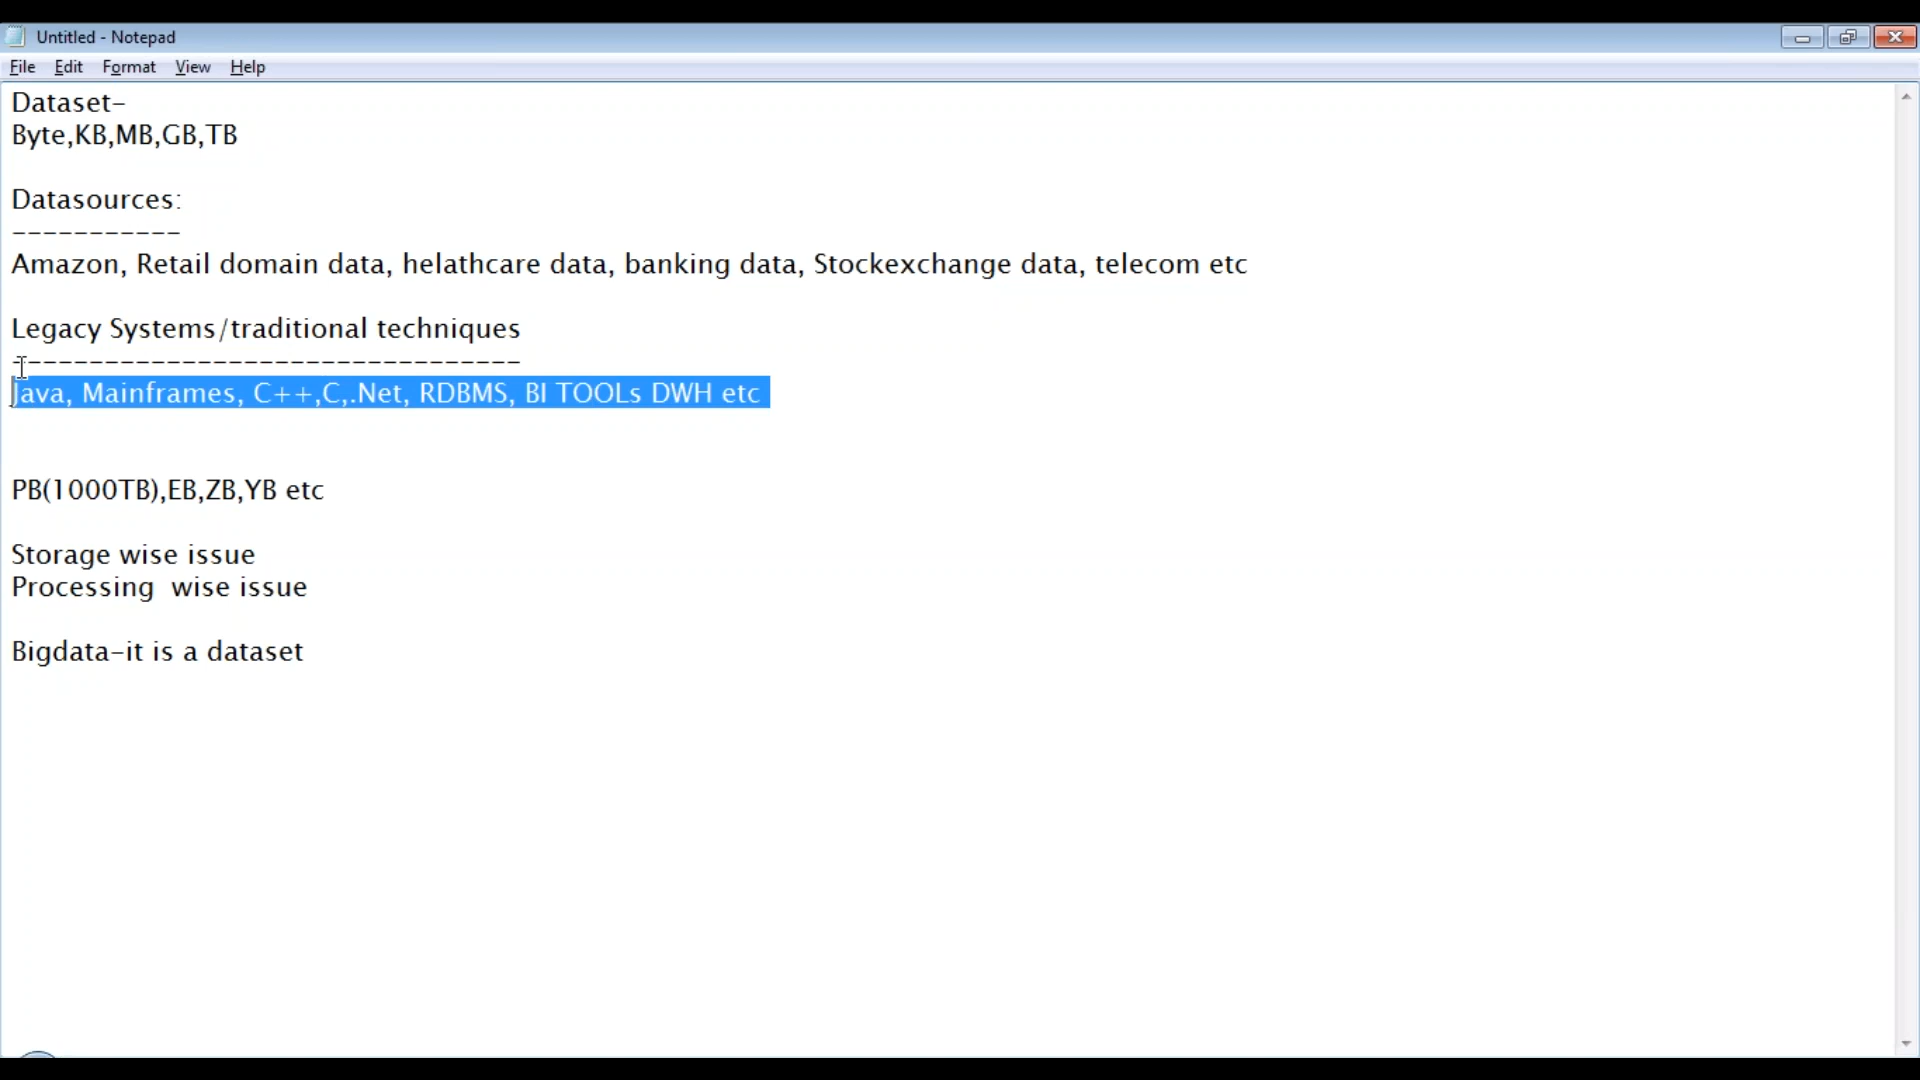 Untitled - Notepad
File Edit Format View Help
Dataset-
Byte,KB,MB,GB,TB
Datasources:
-----------
Amazon, Retail domain data, helathcare data, banking data, Stockexchange data, telecom etc
Legacy Systems/traditional techniques
---------------------------------
Java, Mainframes, C++,C,.Net, RDBMS, BI TOOLs DWH etc
PB(1000TB),EB,ZB,YB etc
Storage wise issue
Processing  wise issue
Bigdata-it is a dataset